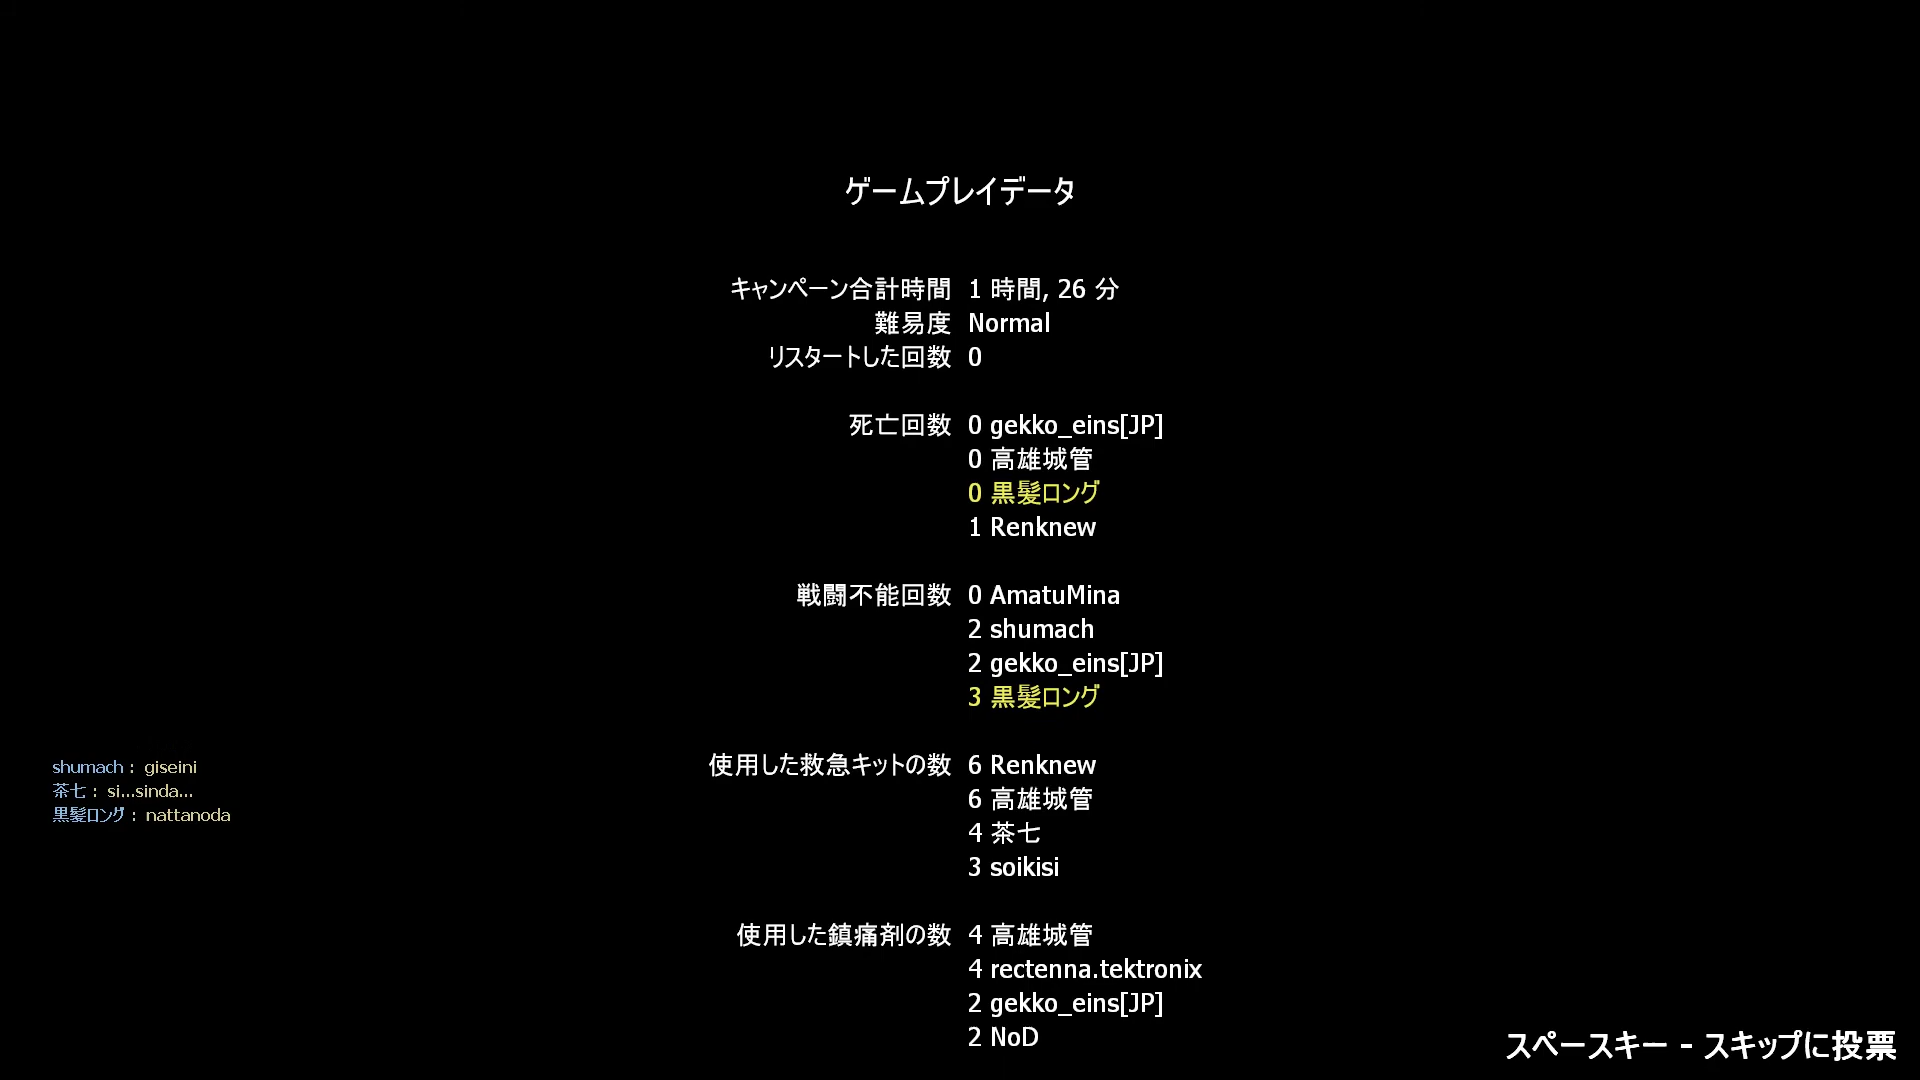 ゲームプレイデータ
キャンペーン合計時間 1 時間, 26 分
難易度 Normal
リスタートした回数 0
死亡回数 0 gekko_eins[JP]
0 高雄城管
0 黒髪ロング
1 Renknew
戦闘不能回数 0 AmatuMina
2 shumach
2 gekko_eins[JP]
3 黒髪ロング
使用した救急キットの数 6 Renknew
6 高雄城管
4 茶七
3 soikisi
使用した鎮痛剤の数 4 高雄城管
4 rectenna.tektronix
2 gekko_eins[JP]
2 NoD
shumach : giseini
茶七 : si...sinda...
黒髪ロング : nattanoda
スペースキー - スキップに投票